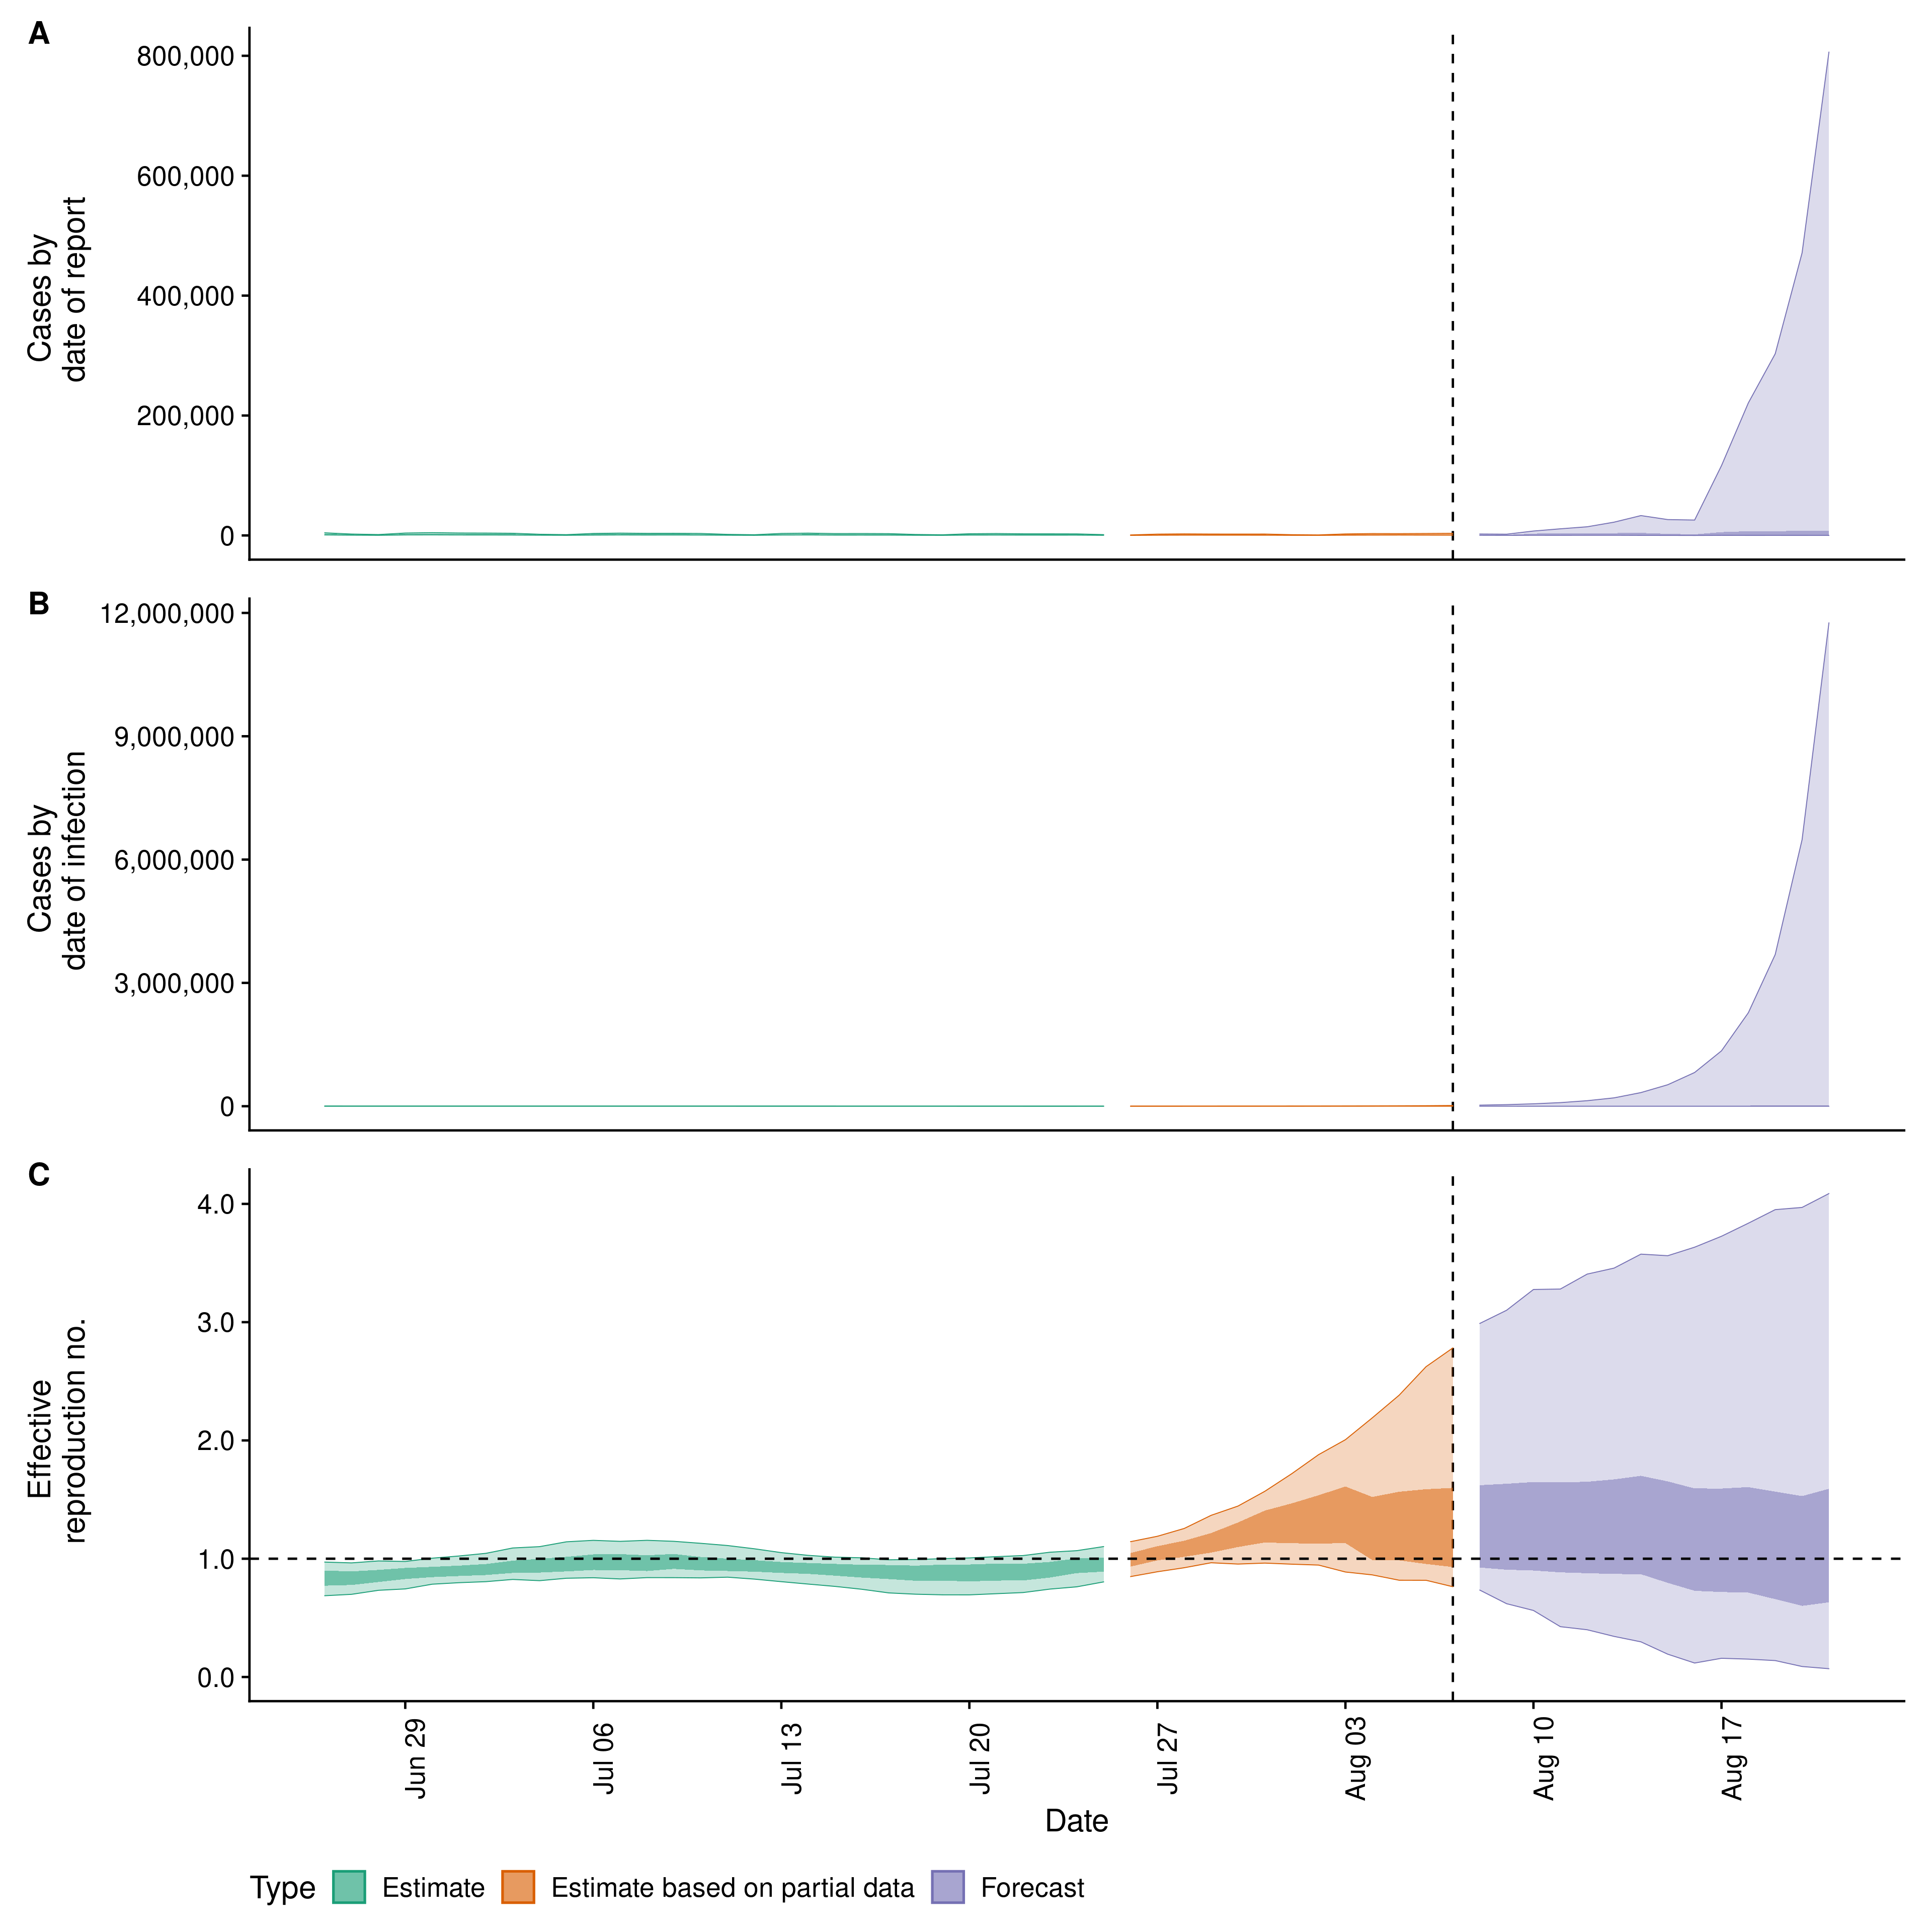 A
800,000
600,000
400,000
200,000
0
Cases by
date of report
B
12,000,000
9,000,000
6,000,000
3,000,000
0
Cases by
date of infection
C
4.0
3.0
2.0
1.0
0.0
Effective
reproduction no.
Jun 29
Jul 06
Jul 13
Jul 20
Jul 27
Aug 03
Aug 10
Aug 17
Date
Type Estimate Estimate based on partial data Forecast